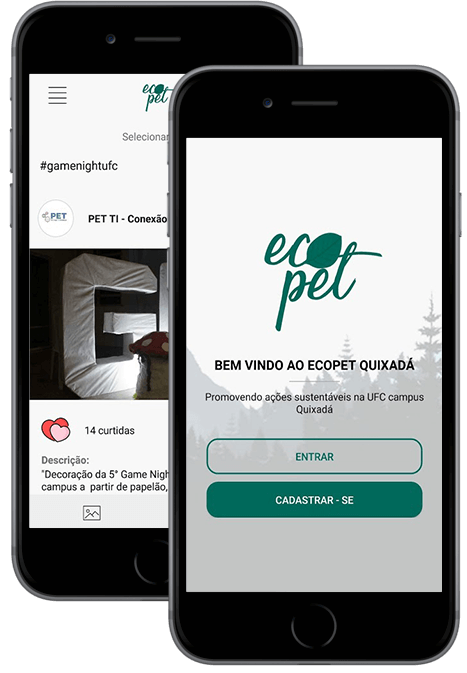 eco
pet
Selecionar
#gamenightufc
PET
PET TI - Conexão
G
14 curtidas
Descrição:
"Decoração da 5° Game Nigh
campus a partir de papelão,
eco
pet
BEM VINDO AO ECOPET QUIXADÁ
Promovendo ações sustentáveis na UFC campus
Quixadá
ENTRAR
CADASTRAR - SE